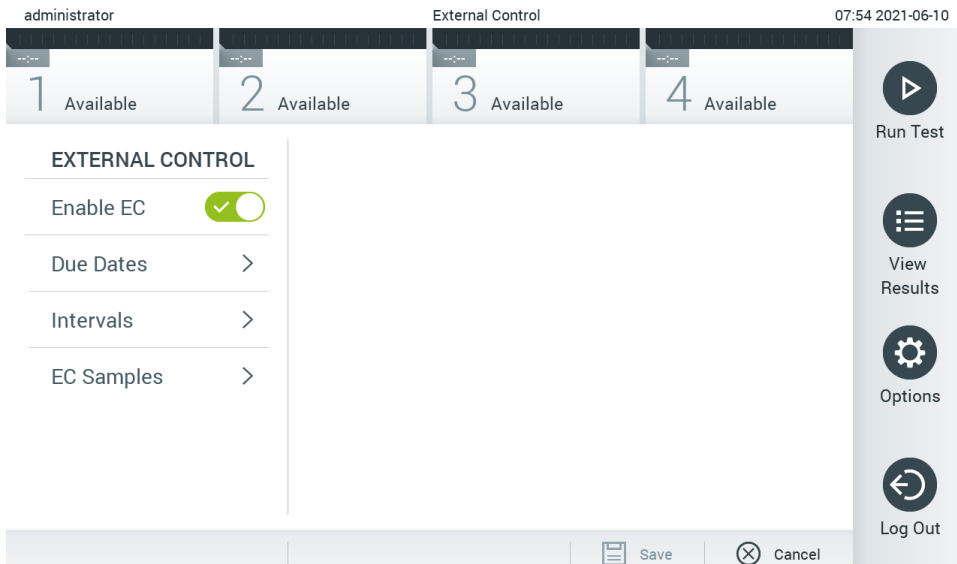 administrator External Control 07:54 2021-06-10
--:-- --:-- --:-- --:--
1 Available 2 Available 3 Available 4 Available
Run Test
EXTERNAL CONTROL
Enable EC
Due Dates
Intervals
EC Samples
View
Results
Options
Log Out
Save Cancel